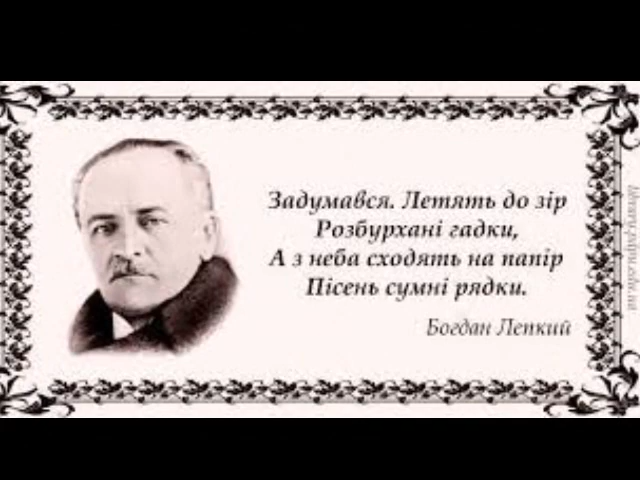 Задумався. Летять до зір
Розбурхані гадки,
А з неба сходять на папір
Пісень сумні рядки.
Богдан Лепкий